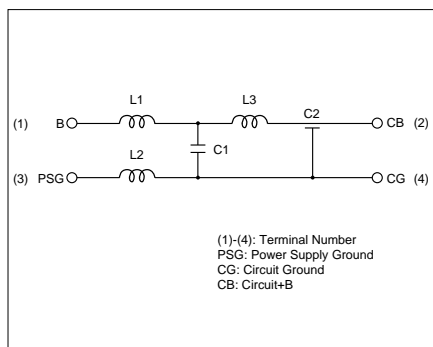 L1
L3
C2
(1) B
CB (2)
C1
L2
(3) PSG
CG (4)
(1)-(4): Terminal Number
PSG: Power Supply Ground
CG: Circuit Ground
CB: Circuit+B